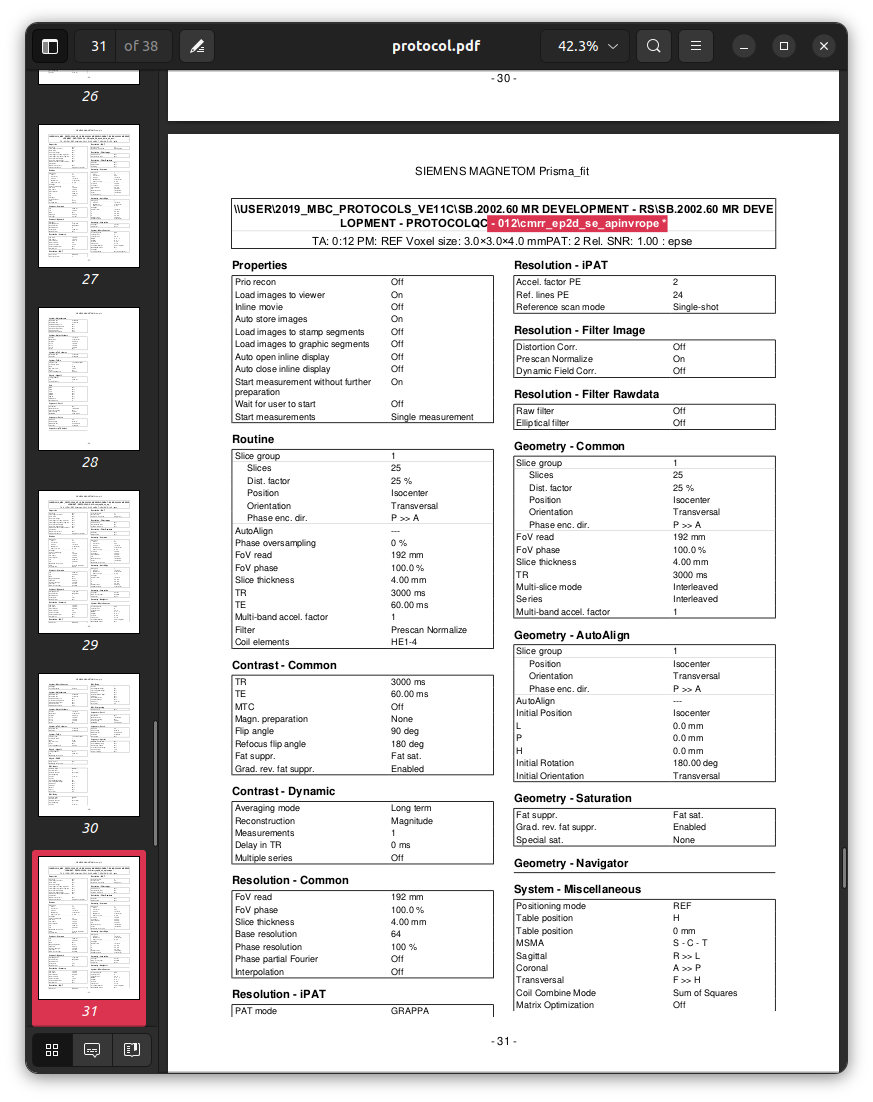 31 of 38
protocol.pdf
42.3%
26
27
28
29
30
31
- 30 -
SIEMENS MAGNETOM Prisma_fit
\\USER\2019_MBC_PROTOCOLS_VE11C\SB.2002.60 MR DEVELOPMENT - RS\SB.2002.60 MR DEVE
LOPMENT - PROTOCOLQC - 012\cmrr_ep2d_se_apinvrope *
TA: 0:12 PM: REF Voxel size: 3.0×3.0×4.0 mmPAT: 2 Rel. SNR: 1.00 : epse
Properties
Prio recon Off
Load images to viewer On
Inline movie Off
Auto store images On
Load images to stamp segments Off
Load images to graphic segments Off
Auto open inline display Off
Auto close inline display Off
Start measurement without further On
preparation
Wait for user to start Off
Start measurements Single measurement
Routine
Slice group 1
Slices 25
Dist. factor 25 %
Position Isocenter
Orientation Transversal
Phase enc. dir. P >> A
AutoAlign ---
Phase oversampling 0 %
FoV read 192 mm
FoV phase 100.0 %
Slice thickness 4.00 mm
TR 3000 ms
TE 60.00 ms
Multi-band accel. factor 1
Filter Prescan Normalize
Coil elements HE1-4
Contrast - Common
TR 3000 ms
TE 60.00 ms
MTC Off
Magn. preparation None
Flip angle 90 deg
Refocus flip angle 180 deg
Fat suppr. Fat sat.
Grad. rev. fat suppr. Enabled
Contrast - Dynamic
Averaging mode Long term
Reconstruction Magnitude
Measurements 1
Delay in TR 0 ms
Multiple series Off
Resolution - Common
FoV read 192 mm
FoV phase 100.0 %
Slice thickness 4.00 mm
Base resolution 64
Phase resolution 100 %
Phase partial Fourier Off
Interpolation Off
Resolution - iPAT
PAT mode GRAPPA
Resolution - iPAT
Accel. factor PE 2
Ref. lines PE 24
Reference scan mode Single-shot
Resolution - Filter Image
Distortion Corr. Off
Prescan Normalize On
Dynamic Field Corr. Off
Resolution - Filter Rawdata
Raw filter Off
Elliptical filter Off
Geometry - Common
Slice group 1
Slices 25
Dist. factor 25 %
Position Isocenter
Orientation Transversal
Phase enc. dir. P >> A
FoV read 192 mm
FoV phase 100.0 %
Slice thickness 4.00 mm
TR 3000 ms
Multi-slice mode Interleaved
Series Interleaved
Multi-band accel. factor 1
Geometry - AutoAlign
Slice group 1
Position Isocenter
Orientation Transversal
Phase enc. dir. P >> A
AutoAlign ---
Initial Position Isocenter
L 0.0 mm
P 0.0 mm
H 0.0 mm
Initial Rotation 180.00 deg
Initial Orientation Transversal
Geometry - Saturation
Fat suppr. Fat sat.
Grad. rev. fat suppr. Enabled
Special sat. None
Geometry - Navigator
System - Miscellaneous
Positioning mode REF
Table position H
Table position 0 mm
MSMA S - C - T
Sagittal R >> L
Coronal A >> P
Transversal F >> H
Coil Combine Mode Sum of Squares
Matrix Optimization Off
- 31 -